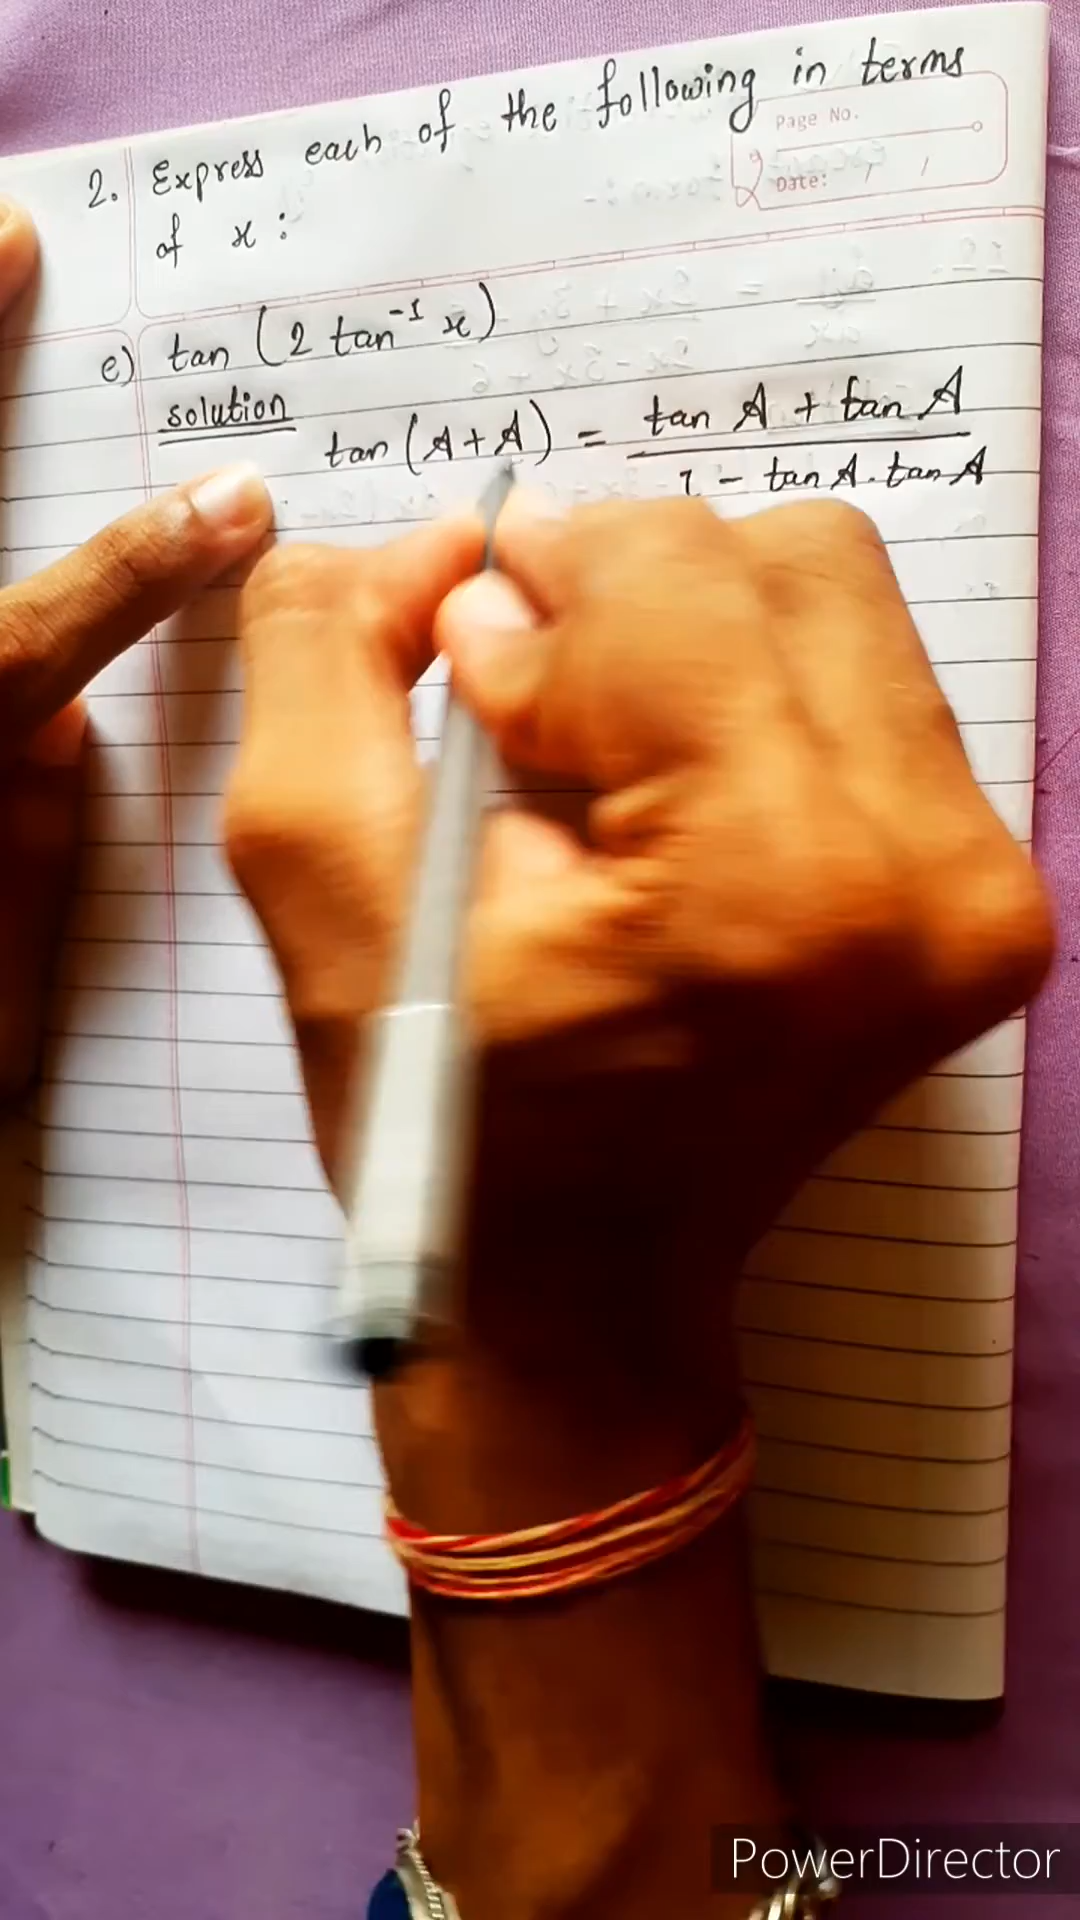 2. Express each of the following in terms
Page No.
Date: / /
of x :
e) tan (2 tan⁻¹ x)
solution
tan (A + A) = tan A + tan A / 1 - tan A . tan A
PowerDirector